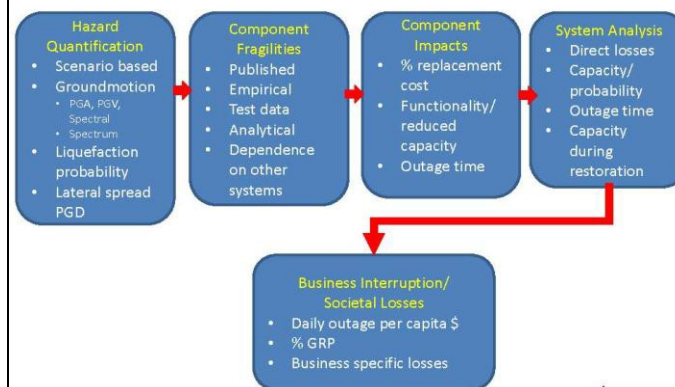 Hazard
Quantification
• Scenario based
• Groundmotion
• PGA, PGV,
Spectral
• Spectrum
• Liquefaction
probability
• Lateral spread
PGD
Component
Fragilities
• Published
• Empirical
• Test data
• Analytical
• Dependence
on other
systems
Component
Impacts
• % replacement
cost
• Functionality/
reduced
capacity
• Outage time
System Analysis
• Direct losses
• Capacity/
probability
• Outage time
• Capacity
during
restoration
Business Interruption/
Societal Losses
• Daily outage per capita $
• % GRP
• Business specific losses